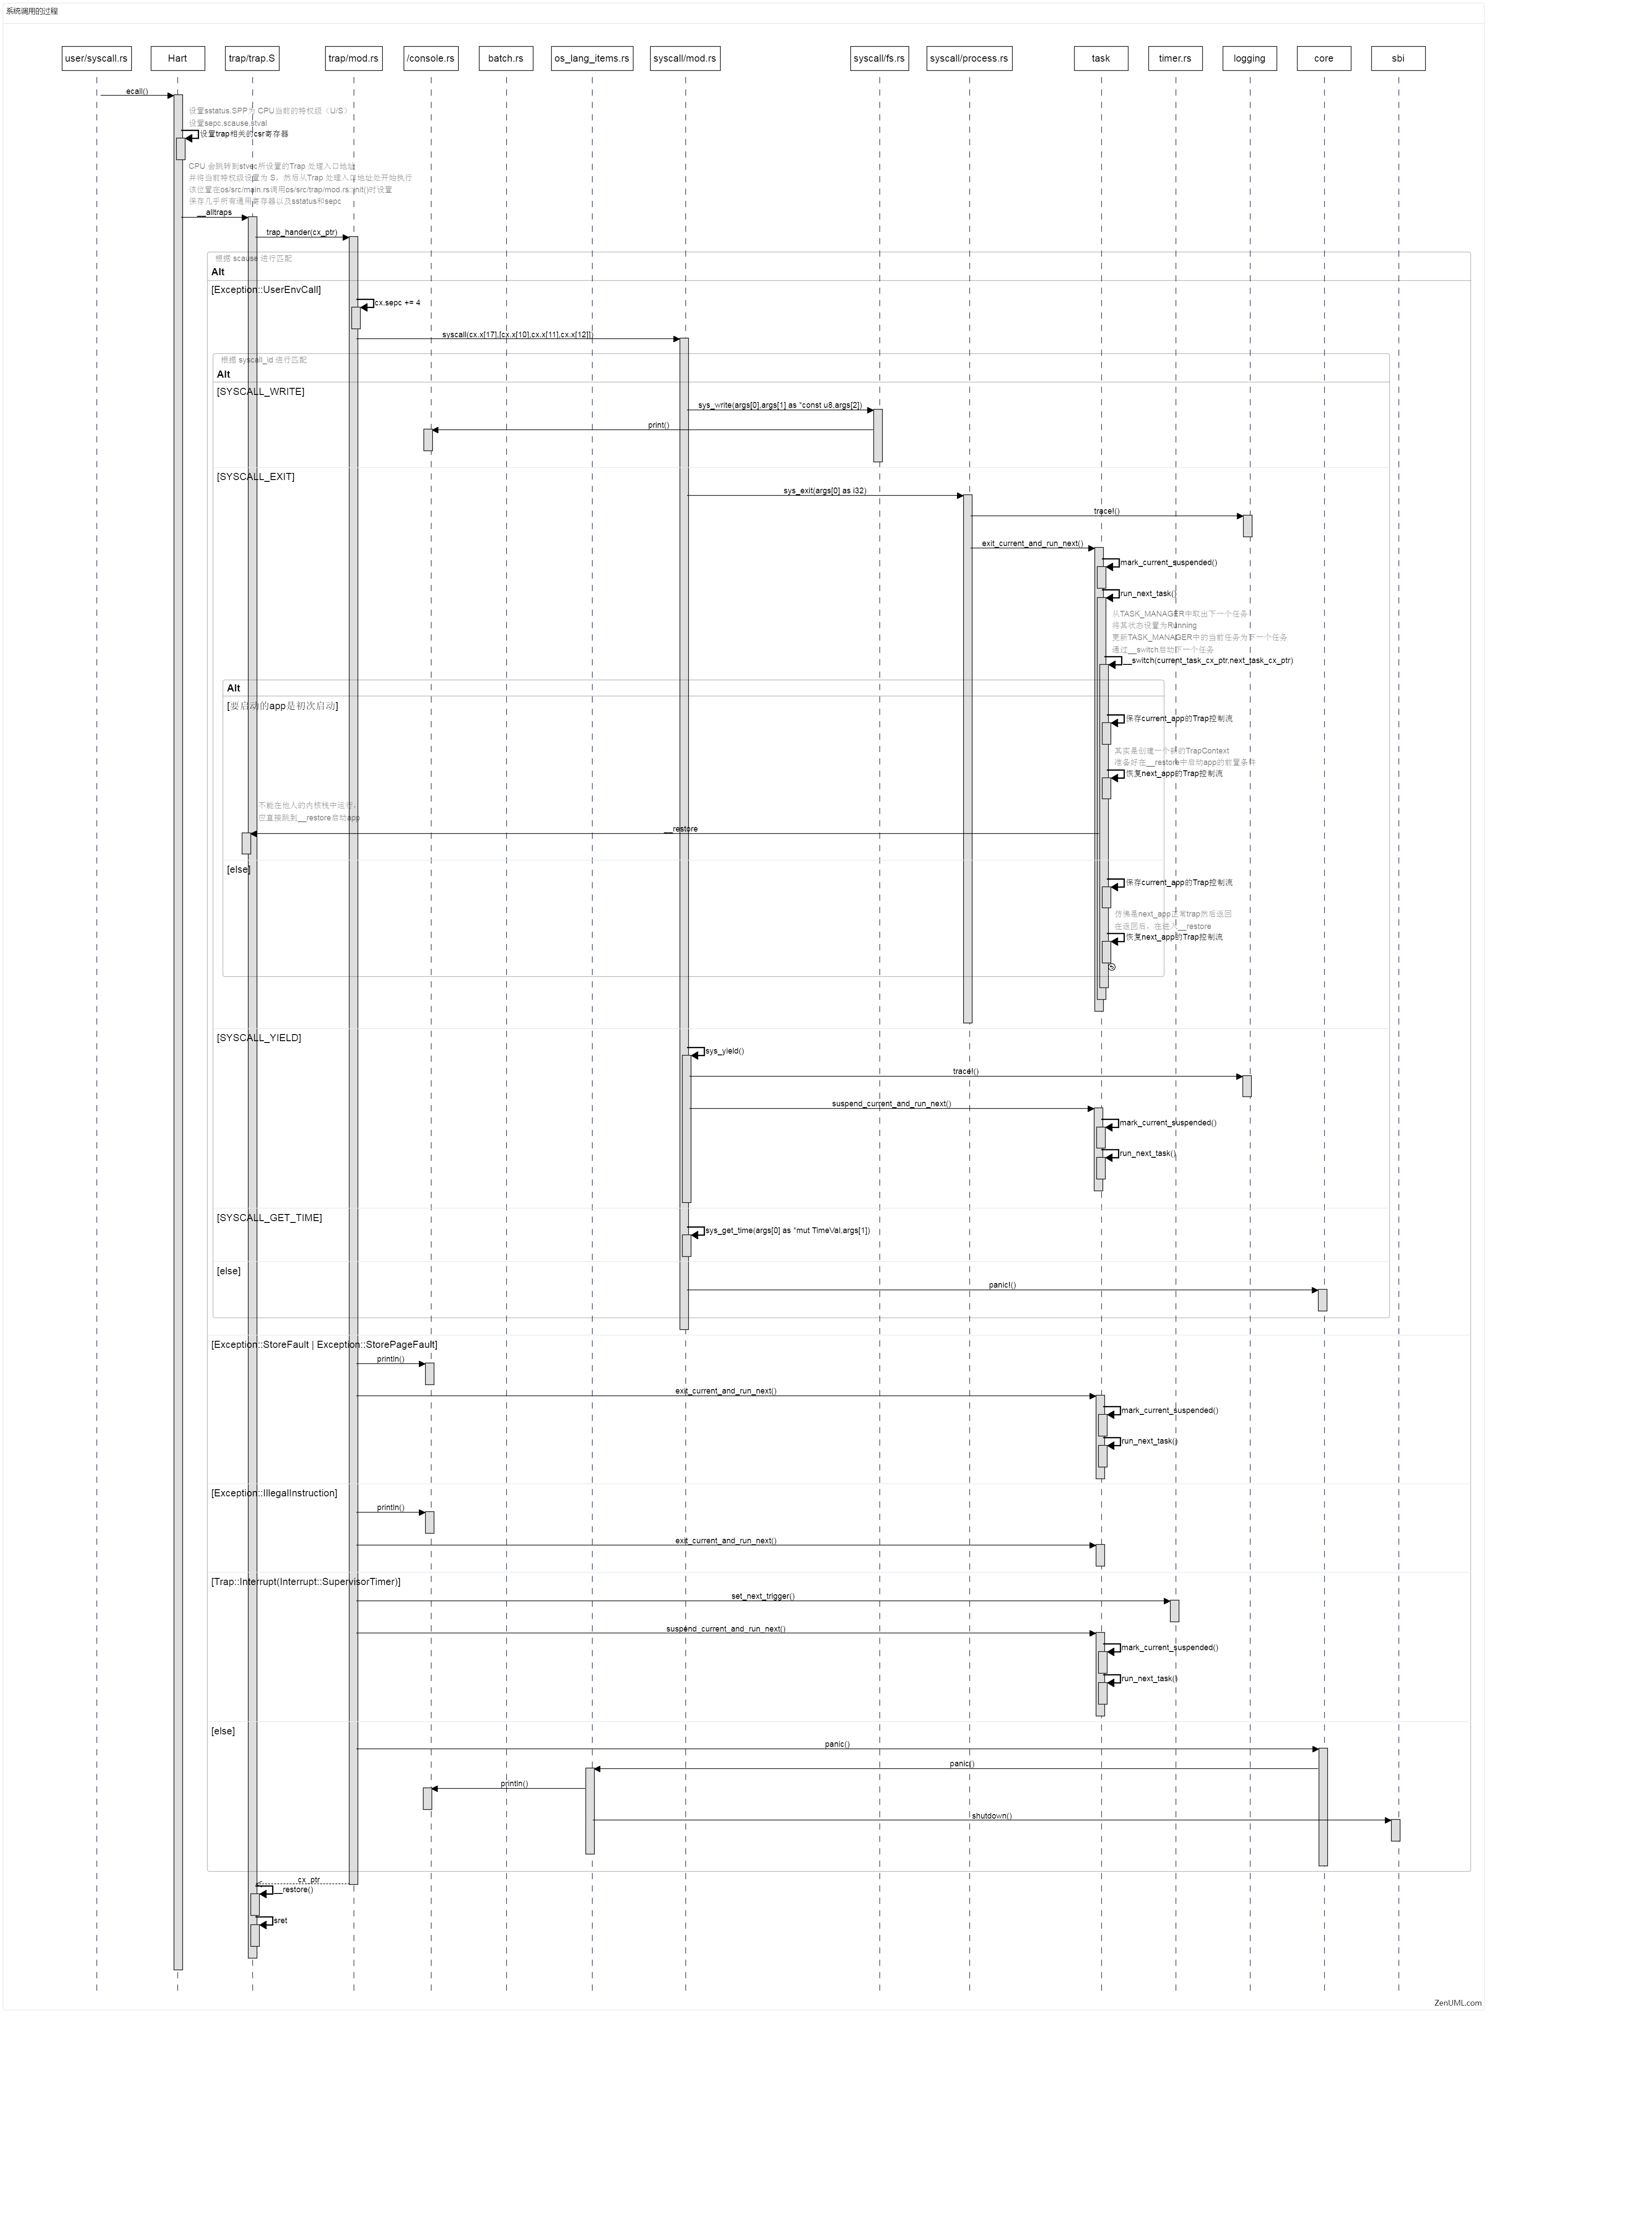 系统调用的过程
user/syscall.rs Hart trap/trap.S trap/mod.rs /console.rs batch.rs os_lang_items.rs syscall/mod.rs syscall/fs.rs syscall/process.rs task timer.rs logging core sbi
ecall()
设置sstatus.SPP为 CPU当前的特权级（U/S）
设置sepc,scause,stval
设置trap相关的csr寄存器
CPU 会跳转到stvec所设置的Trap 处理入口地址
并将当前特权级设置为 S，然后从Trap 处理入口地址处开始执行
该位置在os/src/main.rs调用os/src/trap/mod.rs::init()时设置
保存几乎所有通用寄存器以及sstatus和sepc
__alltraps
trap_hander(cx_ptr)
根据 scause 进行匹配
Alt
[Exception::UserEnvCall]
cx.sepc += 4
syscall(cx.x[17],[cx.x[10],cx.x[11],cx.x[12]])
根据 syscall_id 进行匹配
Alt
[SYSCALL_WRITE]
sys_write(args[0],args[1] as *const u8,args[2])
print()
[SYSCALL_EXIT]
sys_exit(args[0] as i32)
trace!()
exit_current_and_run_next()
mark_current_suspended()
run_next_task()
从TASK_MANAGER中取出下一个任务
将其状态设置为Running
更新TASK_MANAGER中的当前任务为下一个任务
通过__switch启动下一个任务
__switch(current_task_cx_ptr,next_task_cx_ptr)
Alt
[要启动的app是初次启动]
保存current_app的Trap控制流
其实是创建一个新的TrapContext
准备好在__restore中启动app的前置条件
恢复next_app的Trap控制流
不能在他人的内核栈中运行，
应直接跳到__restore启动app
__restore
[else]
保存current_app的Trap控制流
仿佛是next_app正常trap然后返回
在返回后，在进入__restore
恢复next_app的Trap控制流
[SYSCALL_YIELD]
sys_yield()
trace!()
suspend_current_and_run_next()
mark_current_suspended()
run_next_task()
[SYSCALL_GET_TIME]
sys_get_time(args[0] as *mut TimeVal,args[1])
[else]
panic!()
[Exception::StoreFault | Exception::StorePageFault]
println()
exit_current_and_run_next()
mark_current_suspended()
run_next_task()
[Exception::IllegalInstruction]
println()
exit_current_and_run_next()
[Trap::Interrupt(Interrupt::SupervisorTimer)]
set_next_trigger()
suspend_current_and_run_next()
mark_current_suspended()
run_next_task()
[else]
panic()
panic()
println()
shutdown()
cx_ptr
__restore()
sret
ZenUML.com